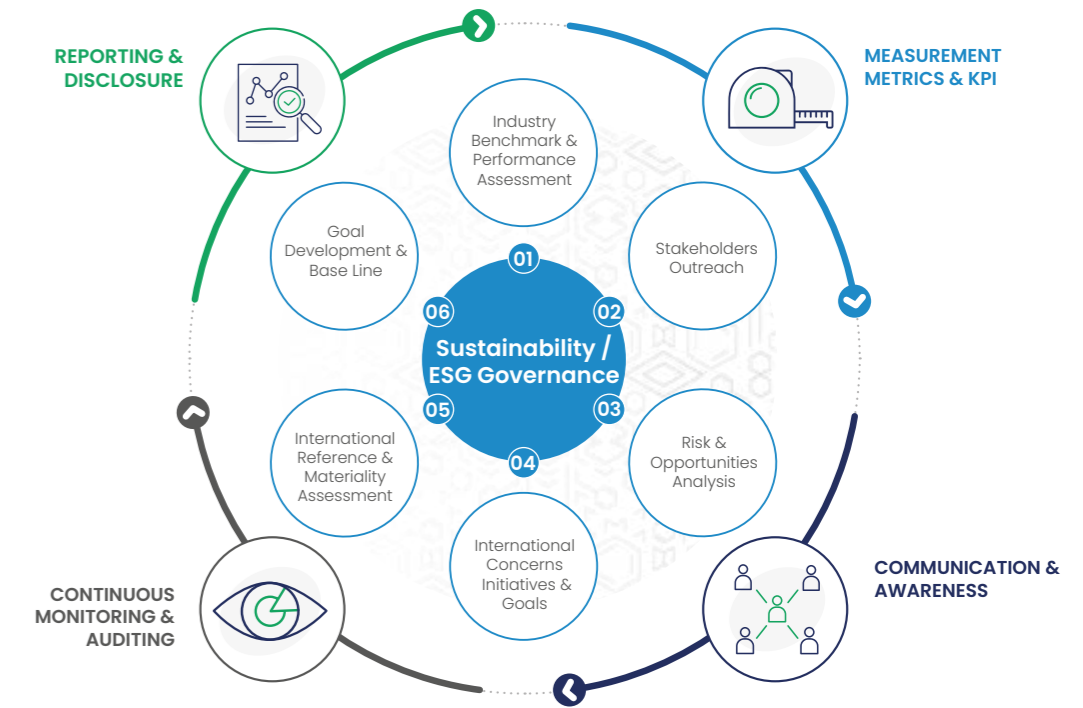 REPORTING &
DISCLOSURE
MEASUREMENT
METRICS & KPI
Industry
Benchmark &
Performance
Assessment
Goal
Development &
Base Line
Stakeholders
Outreach
01
06
02
Sustainability /
ESG Governance
05
03
04
International
Reference &
Materiality
Assessment
Risk &
Opportunities
Analysis
International
Concerns
Initiatives &
Goals
CONTINUOUS
MONITORING &
AUDITING
COMMUNICATION &
AWARENESS